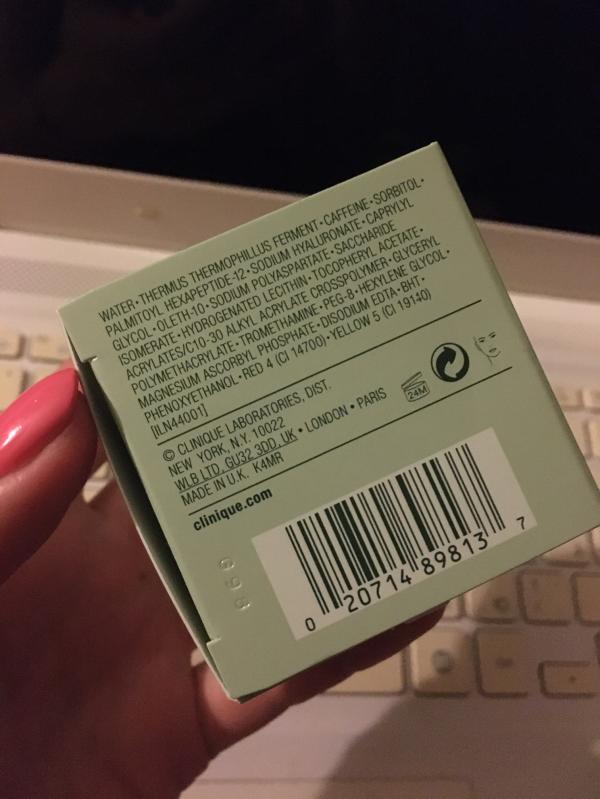 WATER•THERMUS THERMOPHILLUS FERMENT•CAFFEINE•SORBITOL•
PALMITOYL HEXAPEPTIDE-12•SODIUM HYALURONATE•CAPRYLYL
GLYCOL•OLETH-10•SODIUM POLYASPARTATE•SACCHARIDE
ISOMERATE•HYDROGENATED LECITHIN•TOCOPHERYL ACETATE•
ACRYLATES/C10-30 ALKYL ACRYLATE CROSSPOLYMER•GLYCERYL
POLYMETHACRYLATE•TROMETHAMINE•PEG-8•HEXYLENE GLYCOL•
MAGNESIUM ASCORBYL PHOSPHATE•DISODIUM EDTA•BHT•
PHENOXYETHANOL•RED 4 (CI 14700)•YELLOW 5 (CI 19140)
[ILN44001]
© CLINIQUE LABORATORIES, DIST.
NEW YORK, N.Y. 10022
WLB LTD. GU32 3DD. UK • LONDON • PARIS
MADE IN U.K. K4MR
24M
clinique.com
0 20714 89813 7